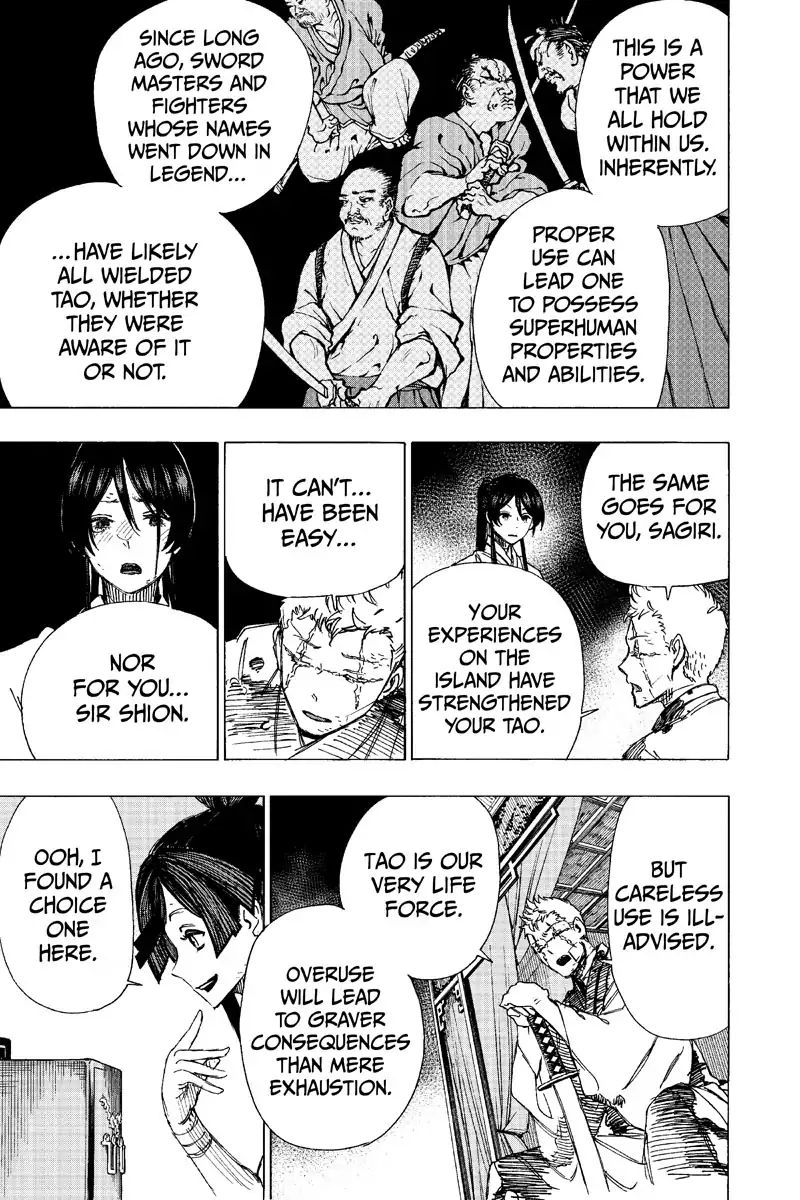 THIS IS A
POWER
THAT WE
ALL HOLD
WITHIN US.
INHERENTLY.
PROPER
USE CAN
LEAD ONE
TO POSSESS
SUPERHUMAN
PROPERTIES
AND ABILITIES.
SINCE LONG
AGO, SWORD
MASTERS AND
FIGHTERS
WHOSE NAMES
WENT DOWN IN
LEGEND...
...HAVE LIKELY
ALL WIELDED
TAO, WHETHER
THEY WERE
AWARE OF IT
OR NOT.
THE SAME
GOES FOR
YOU, SAGIRI.
YOUR
EXPERIENCES
ON THE
ISLAND HAVE
STRENGTHENED
YOUR TAO.
IT CAN'T...
HAVE BEEN
EASY...
NOR
FOR YOU...
SIR SHION.
BUT
CARELESS
USE IS ILL-
ADVISED.
TAO IS OUR
VERY LIFE
FORCE.
OVERUSE
WILL LEAD
TO GRAVER
CONSEQUENCES
THAN MERE
EXHAUSTION.
OOH, I
FOUND A
CHOICE
ONE
HERE.